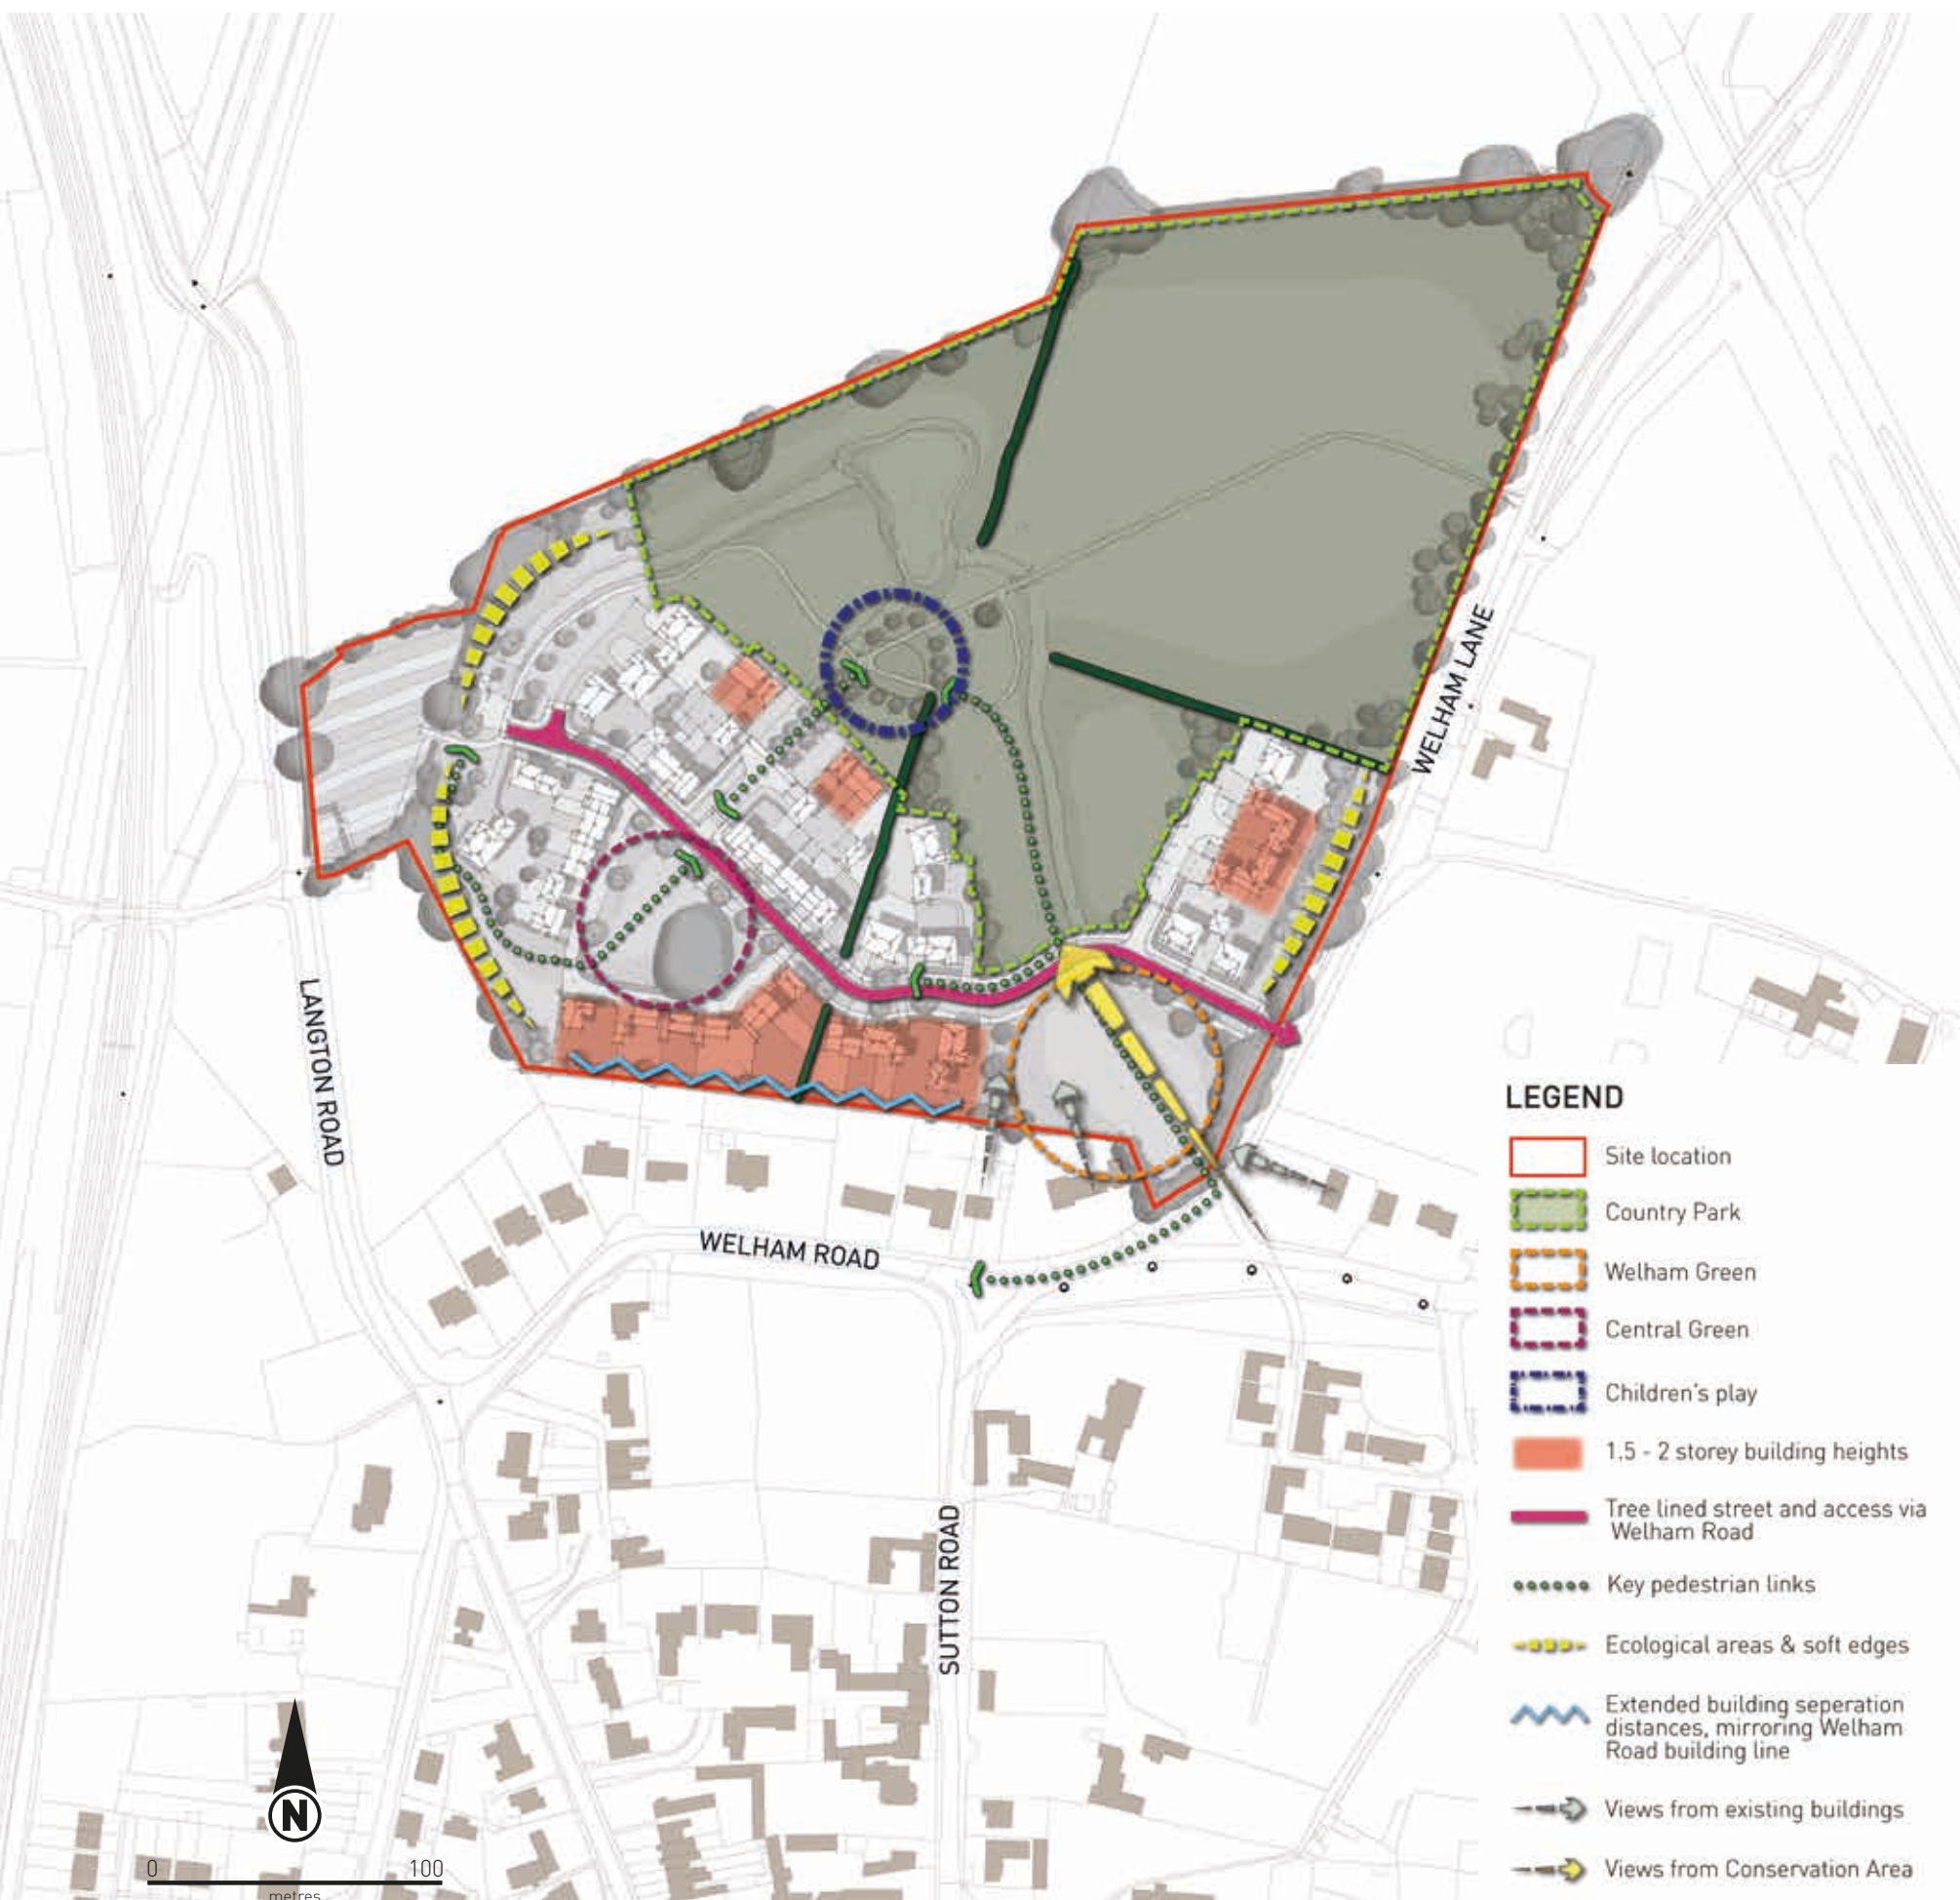 WELHAM LANE
LANGTON ROAD
WELHAM ROAD
SUTTON ROAD
N
0 100
metres
LEGEND
Site location
Country Park
Welham Green
Central Green
Children's play
1.5 - 2 storey building heights
Tree lined street and access via
Welham Road
Key pedestrian links
Ecological areas & soft edges
Extended building seperation
distances, mirroring Welham
Road building line
Views from existing buildings
Views from Conservation Area